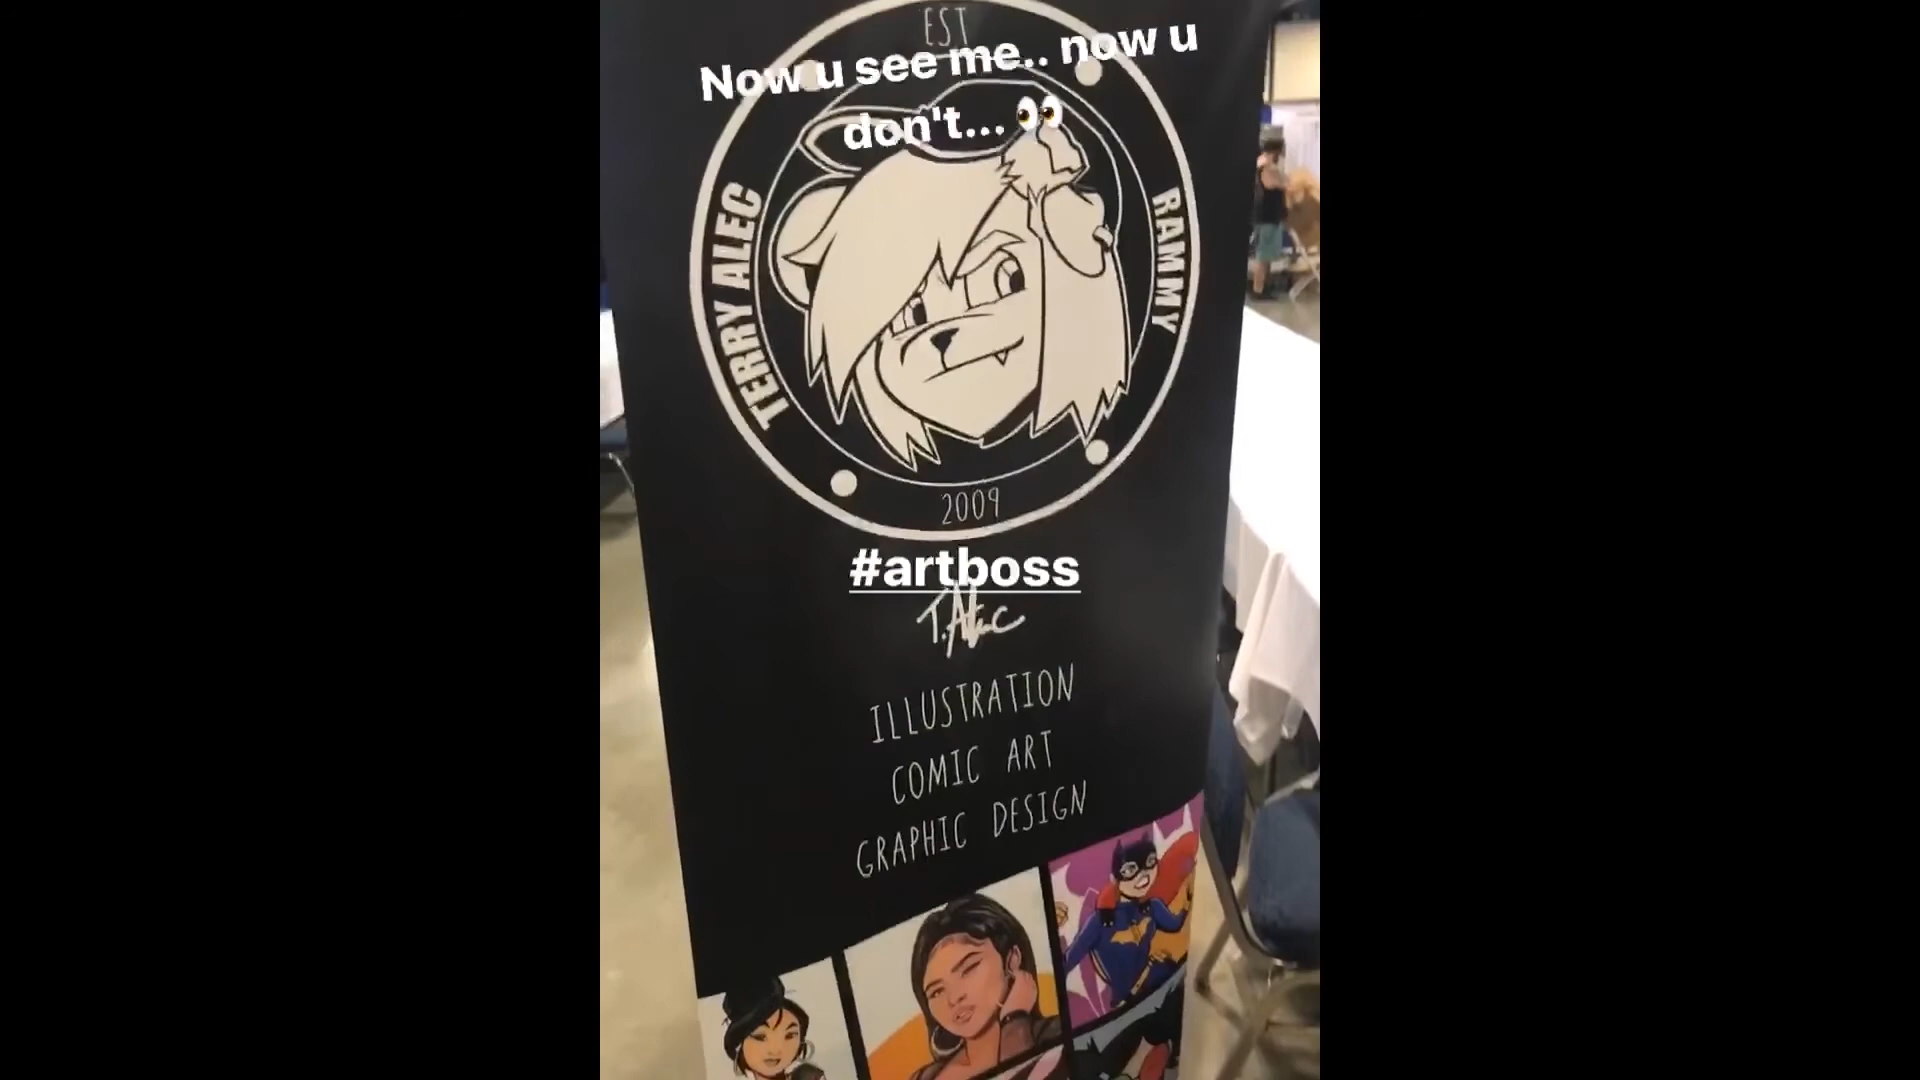 EST
Now u see me.. now u
don't... 👀
TERRY ALEC
RAMMY
2009
#artboss
T.Alec
ILLUSTRATION
COMIC ART
GRAPHIC DESIGN